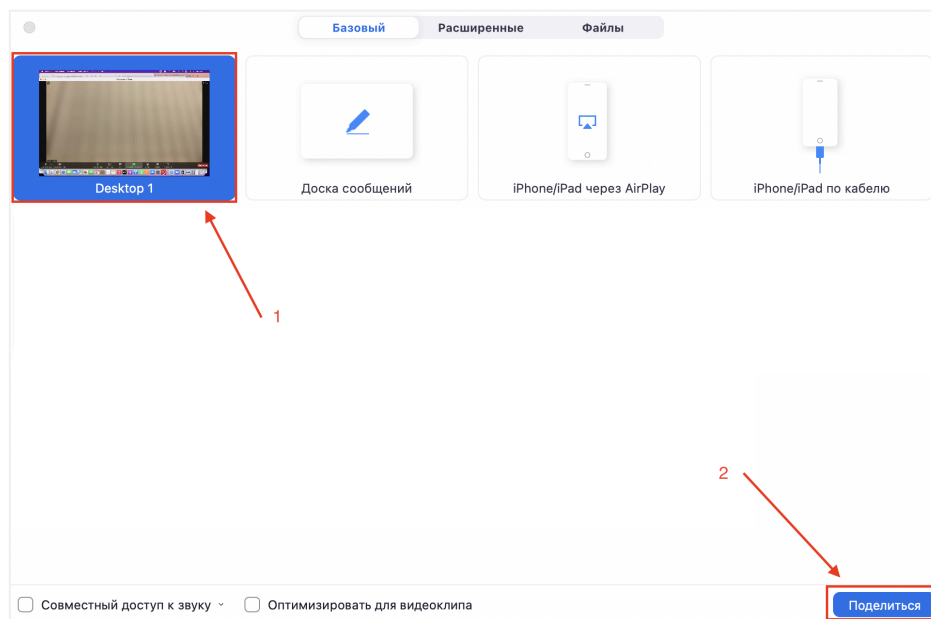 Базовый Расширенные Файлы
Desktop 1 Доска сообщений iPhone/iPad через AirPlay iPhone/iPad по кабелю
1
2
Совместный доступ к звуку Оптимизировать для видеоклипа Поделиться